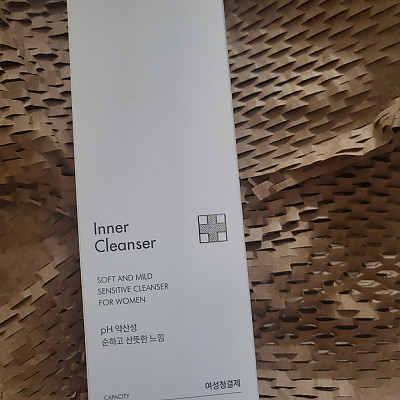 Inner
Cleanser
SOFT AND MILD
SENSITIVE CLEANSER
FOR WOMEN
pH 약산성
순하고 산뜻한 느낌
여성청결제
CAPACITY